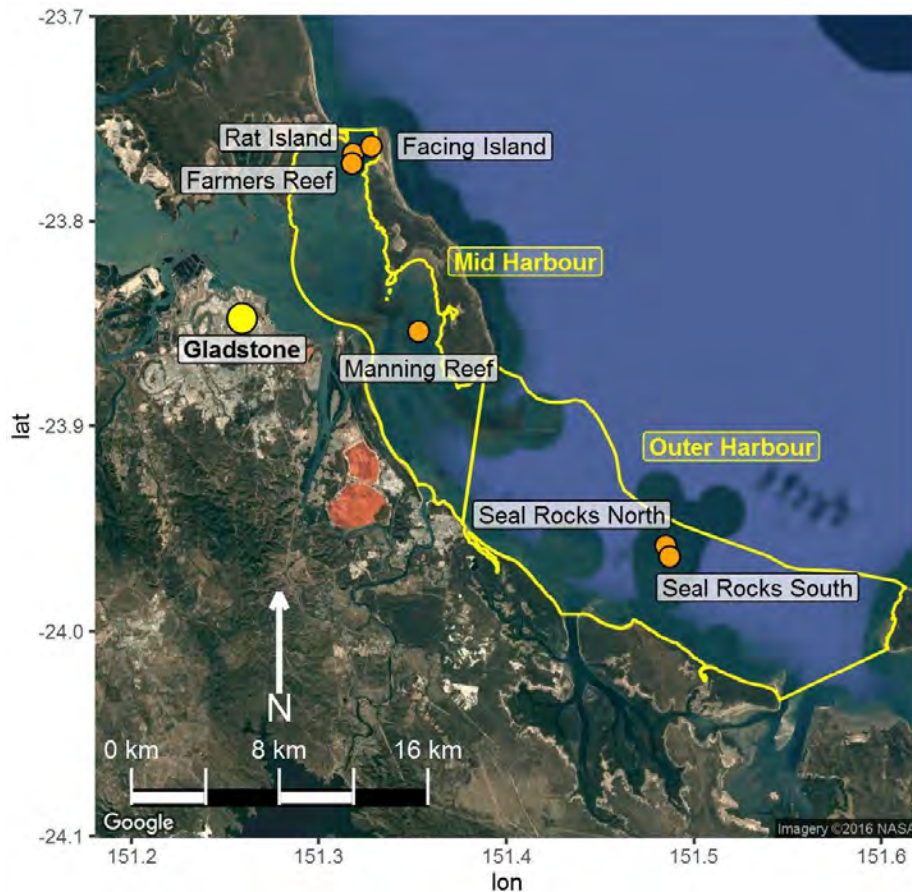 -23.7
Rat Island
Facing Island
Farmers Reef
-23.8
Mid Harbour
Gladstone
Manning Reef
lat
-23.9
Outer Harbour
Seal Rocks North
Seal Rocks South
-24.0
N
0 km
8 km
16 km
Google
Imagery ©2016 NASA
-24.1
151.2
151.3
151.4
151.5
151.6
lon